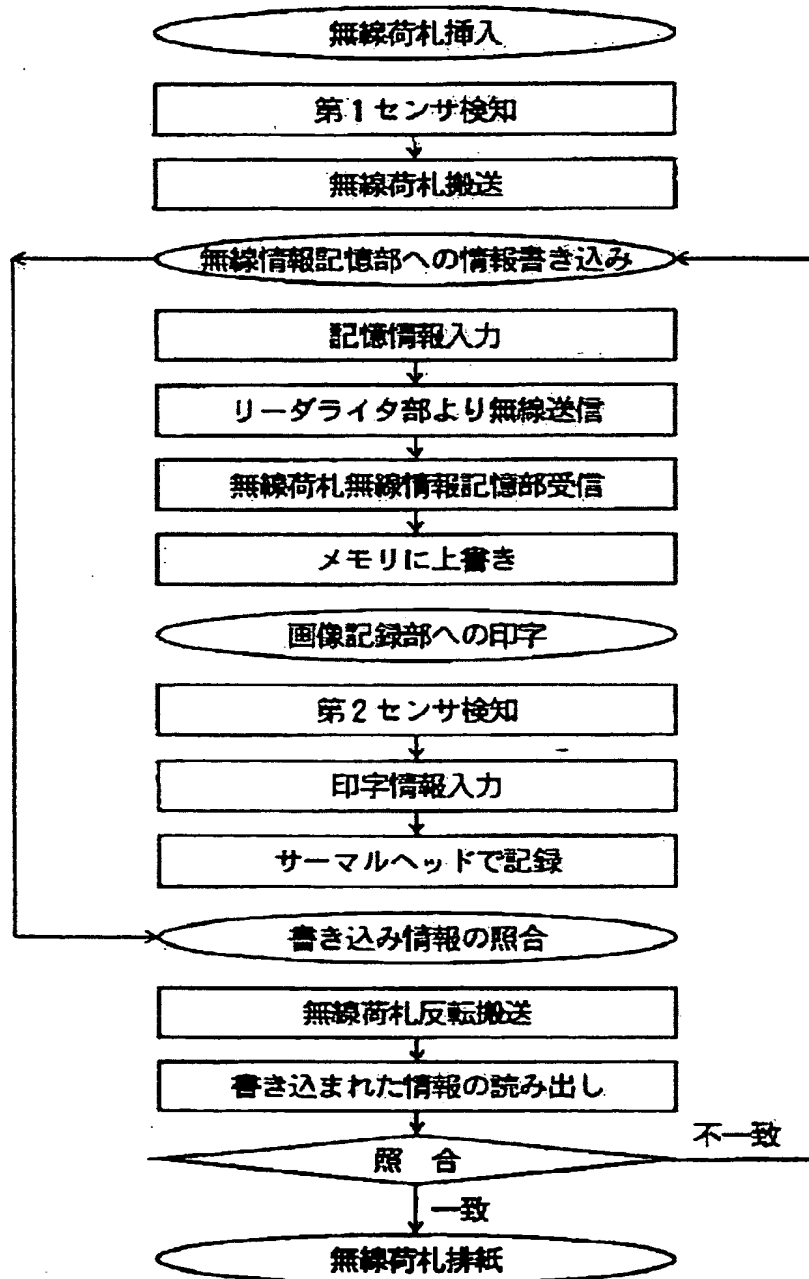 無線荷札挿入
第1センサ検知
無線荷札搬送
無線情報記憶部への情報書き込み
記憶情報入力
リーダライタ部より無線送信
無線荷札無線情報記憶部受信
メモリに上書き
画像記録部への印字
第2センサ検知
印字情報入力
サーマルヘッドで記録
書き込み情報の照合
無線荷札反転搬送
書き込まれた情報の読み出し
照 合
不一致
一致
無線荷札排紙